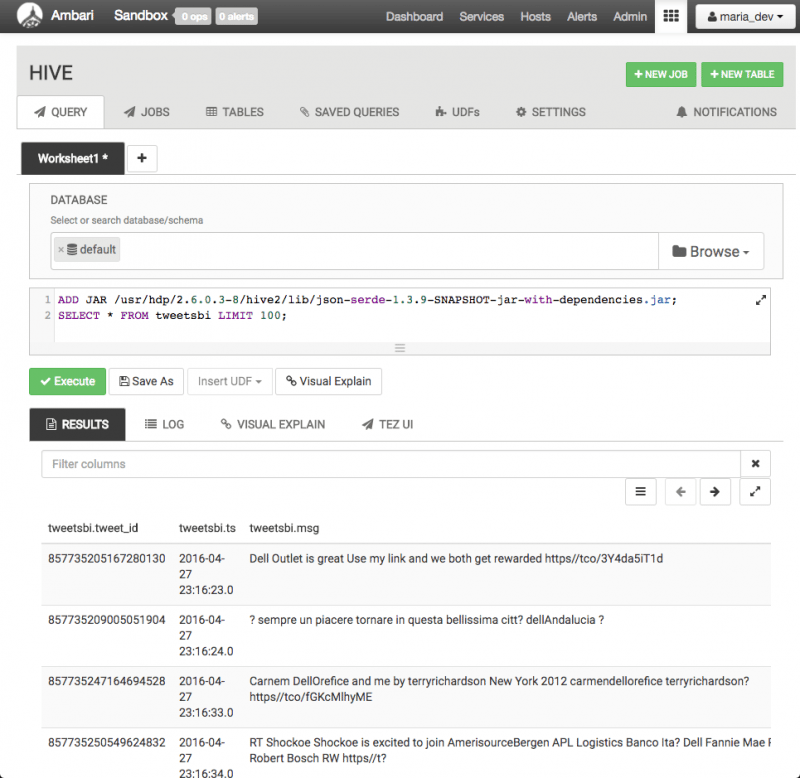 Ambari Sandbox 0 ops 0 alerts Dashboard Services Hosts Alerts Admin maria_dev
HIVE
+ NEW JOB + NEW TABLE
QUERY JOBS TABLES SAVED QUERIES UDFs SETTINGS NOTIFICATIONS
Worksheet1 * +
DATABASE
Select or search database/schema
× default Browse
1 ADD JAR /usr/hdp/2.6.0.3-8/hive2/lib/json-serde-1.3.9-SNAPSHOT-jar-with-dependencies.jar;
2 SELECT * FROM tweetsbi LIMIT 100;
Execute Save As Insert UDF Visual Explain
RESULTS LOG VISUAL EXPLAIN TEZ UI
Filter columns
tweetsbi.tweet_id tweetsbi.ts tweetsbi.msg
857735205167280130 2016-04- Dell Outlet is great Use my link and we both get rewarded https//tco/3Y4da5iT1d
27
23:16:23.0
857735209005051904 2016-04- ? sempre un piacere tornare in questa bellissima citt? dellAndalucia ?
27
23:16:24.0
857735247164694528 2016-04- Carnem DellOrefice and me by terryrichardson New York 2012 carmendellorefice terryrichardson?
27 https//tco/fGKcMlhyME
23:16:33.0
857735250549624832 2016-04- RT Shockoe Shockoe is excited to join AmerisourceBergen APL Logistics Banco Ita? Dell Fannie Mae
27 Robert Bosch RW https//t?
23:16:34.0